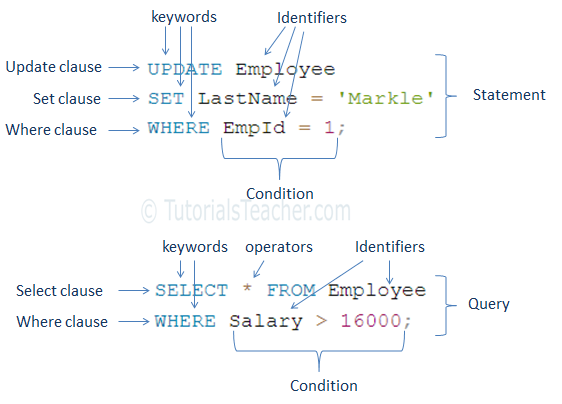 keywords Identifiers
Update clause UPDATE Employee
Set clause SET LastName = 'Markle' Statement
Where clause WHERE EmpId = 1;
Condition
© TutorialsTeacher.com
keywords operators Identifiers
Select clause SELECT * FROM Employee
Query
Where clause WHERE Salary > 16000;
Condition